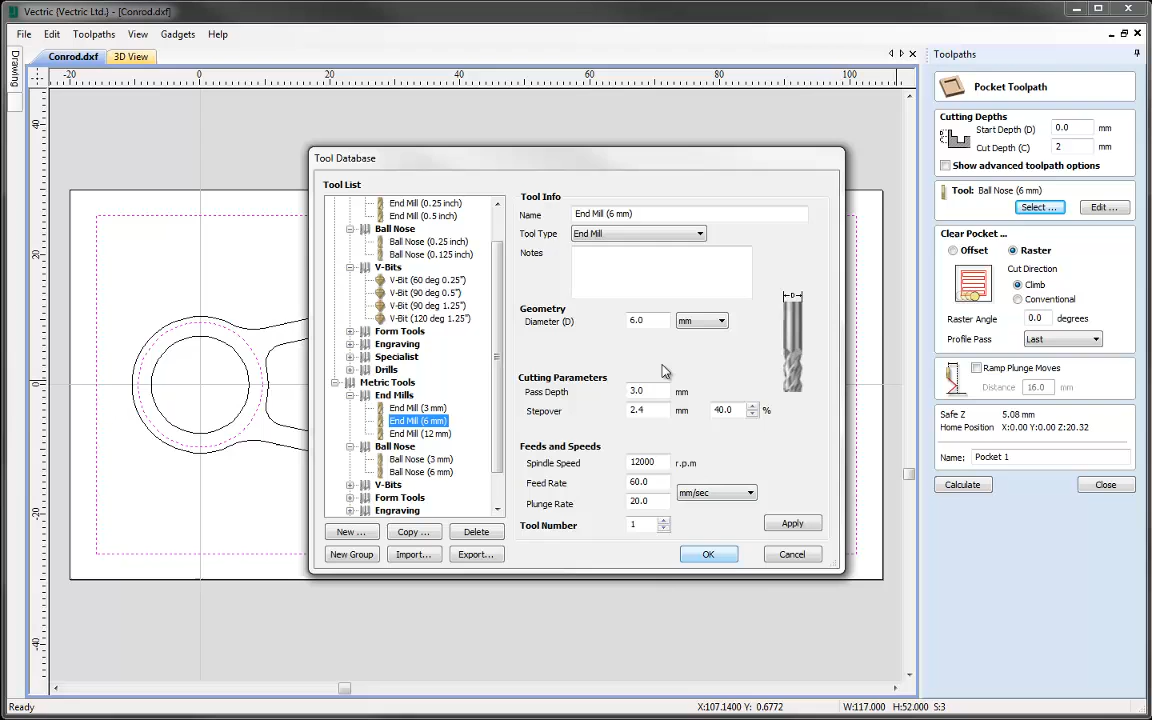 Vectric {Vectric Ltd.} - [Conrod.dxf]
File Edit Toolpaths View Gadgets Help
Conrod.dxf 3D View
Drawing
-20 0 20 40 60 80 100
40
20
0
-20
-40
Tool Database
Tool List
End Mill (0.25 inch)
End Mill (0.5 inch)
Ball Nose
Ball Nose (0.25 inch)
Ball Nose (0.125 inch)
V-Bits
V-Bit (60 deg 0.25")
V-Bit (90 deg 0.5")
V-Bit (90 deg 1.25")
V-Bit (120 deg 1.25")
Form Tools
Engraving
Specialist
Drills
Metric Tools
End Mills
End Mill (3 mm)
End Mill (6 mm)
End Mill (12 mm)
Ball Nose
Ball Nose (3 mm)
Ball Nose (6 mm)
V-Bits
Form Tools
Engraving
New ... Copy ... Delete
New Group Import... Export...
Tool Info
Name End Mill (6 mm)
Tool Type End Mill
Notes
D
Geometry
Diameter (D) 6.0 mm
Cutting Parameters
Pass Depth 3.0 mm
Stepover 2.4 mm 40.0 %
Feeds and Speeds
Spindle Speed 12000 r.p.m
Feed Rate 60.0
mm/sec
Plunge Rate 20.0
Tool Number 1
Apply
OK Cancel
Toolpaths
Pocket Toolpath
Cutting Depths
Start Depth (D) 0.0 mm
D
C
Cut Depth (C) 2 mm
Show advanced toolpath options
Tool: Ball Nose (6 mm)
Select ... Edit ...
Clear Pocket ...
Offset Raster
Cut Direction
Climb
Conventional
Raster Angle 0.0 degrees
Profile Pass Last
Ramp Plunge Moves
Distance 16.0 mm
Safe Z 5.08 mm
Home Position X:0.00 Y:0.00 Z:20.32
Name: Pocket 1
Calculate Close
Ready X:107.1400 Y: 0.6772 W:117.000 H:52.000 S:3